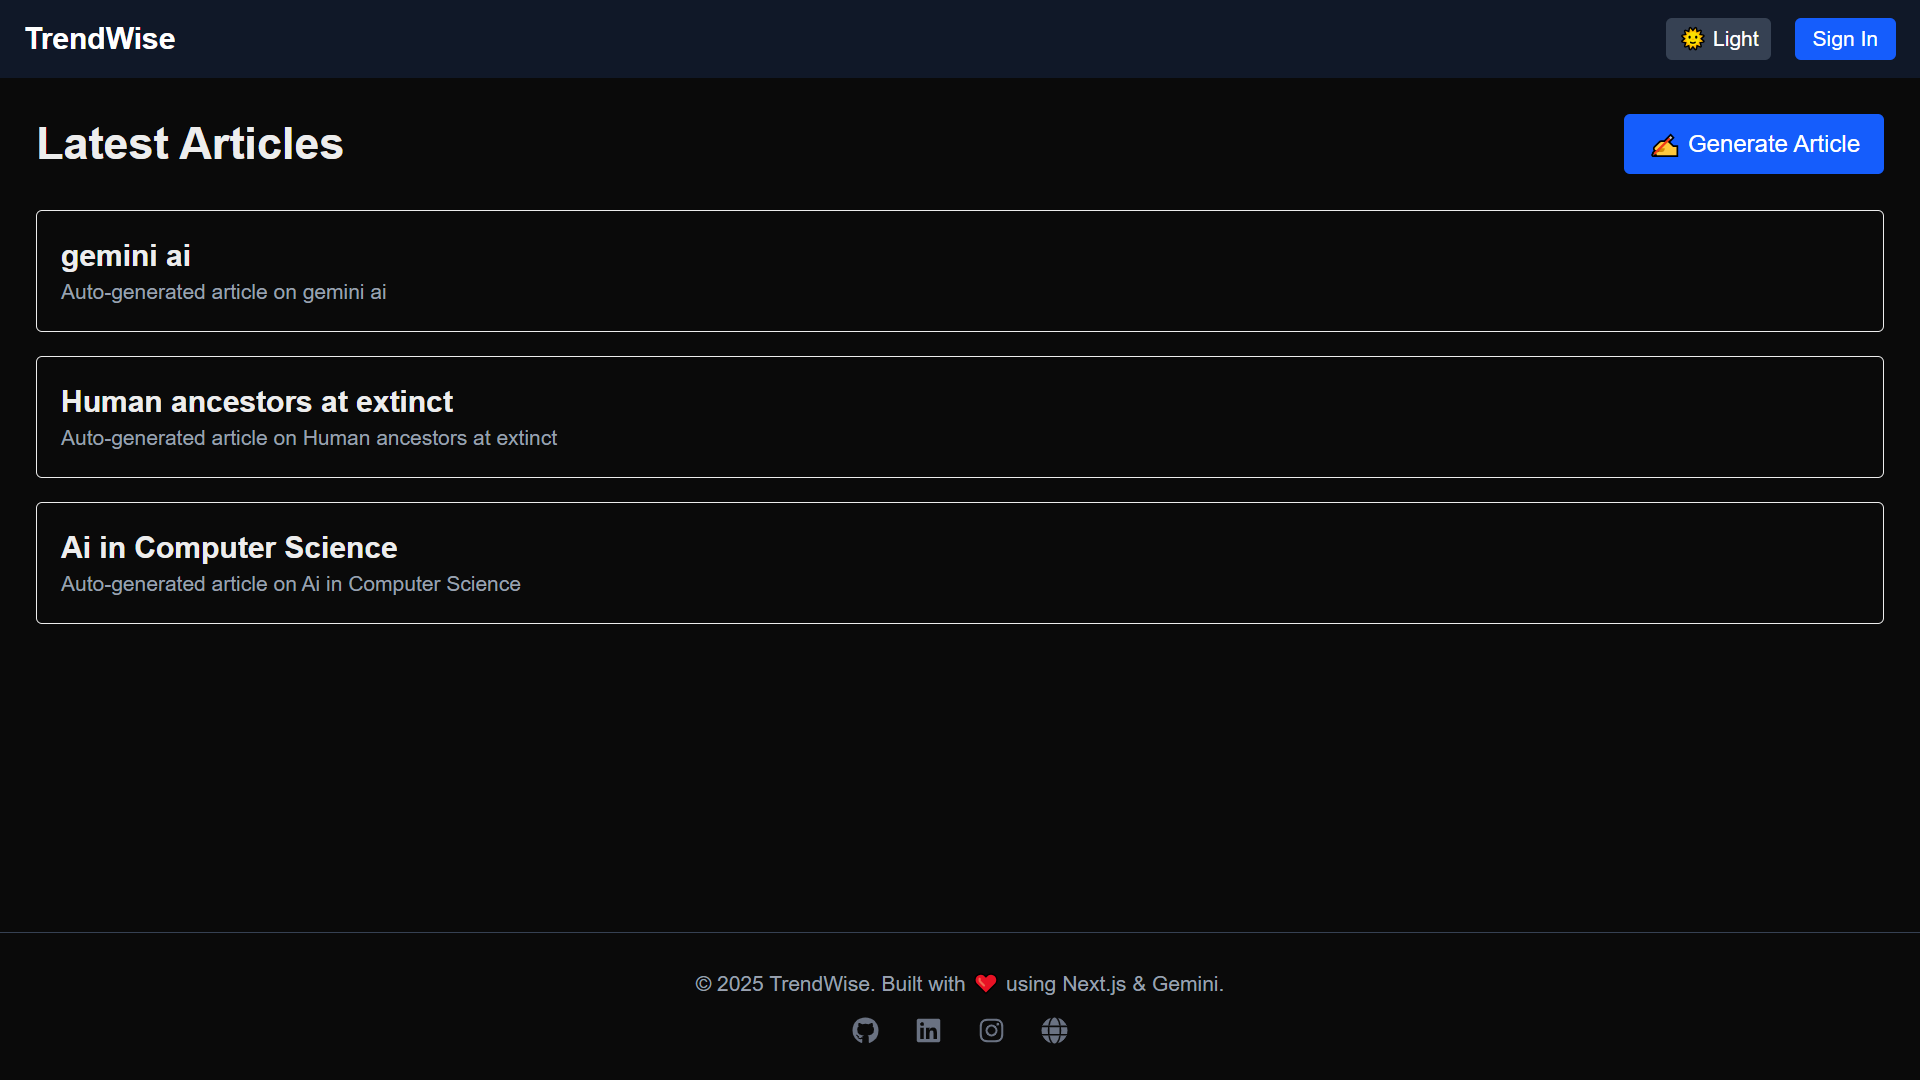 TrendWise
🌞 Light
Sign In
Latest Articles
✍️ Generate Article
gemini ai
Auto-generated article on gemini ai
Human ancestors at extinct
Auto-generated article on Human ancestors at extinct
Ai in Computer Science
Auto-generated article on Ai in Computer Science
© 2025 TrendWise. Built with ❤️ using Next.js & Gemini.